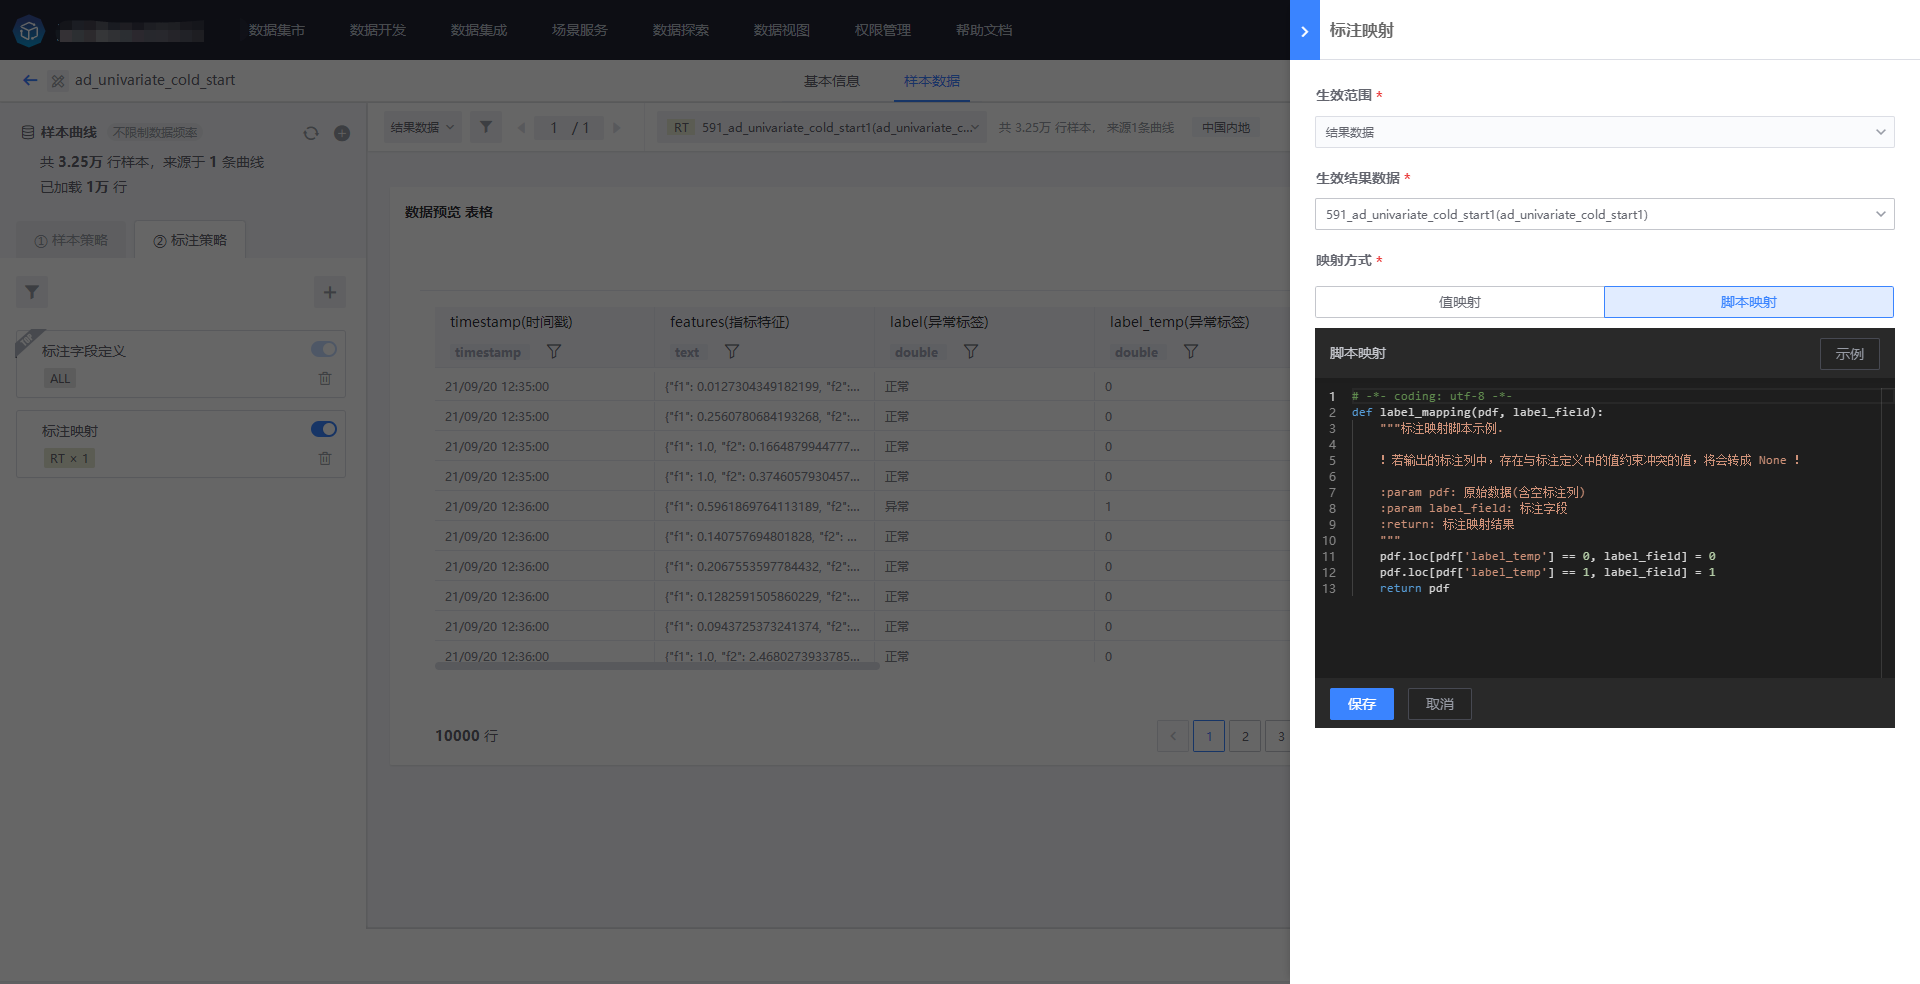 数据集市 数据开发 数据集成 场景服务 数据探索 数据视图 权限管理 帮助文档
ad_univariate_cold_start
基本信息 样本数据
样本曲线 不限制数据频率
共 3.25万 行样本，来源于 1 条曲线
已加载 1万 行
① 样本策略 ② 标注策略
标注字段定义
ALL
标注映射
RT × 1
结果数据 1 / 1 RT 591_ad_univariate_cold_start1(ad_univariate_c... 共 3.25万 行样本， 来源1条曲线 中国内地
数据预览 表格
timestamp(时间戳) features(指标特征) label(异常标签) label_temp(异常标签)
timestamp text double double
21/09/20 12:35:00 {"f1": 0.0127304349182199, "f2":... 正常 0
21/09/20 12:35:00 {"f1": 0.2560780684193268, "f2":... 正常 0
21/09/20 12:35:00 {"f1": 1.0, "f2": 0.1664879944777... 正常 0
21/09/20 12:35:00 {"f1": 1.0, "f2": 0.3746057930457... 正常 0
21/09/20 12:36:00 {"f1": 0.5961869764113189, "f2":... 异常 1
21/09/20 12:36:00 {"f1": 0.140757694801828, "f2": ... 正常 0
21/09/20 12:36:00 {"f1": 0.2067553597784432, "f2":... 正常 0
21/09/20 12:36:00 {"f1": 0.1282591505860229, "f2":... 正常 0
21/09/20 12:36:00 {"f1": 0.0943725373241374, "f2":... 正常 0
21/09/20 12:36:00 {"f1": 1.0, "f2": 2.4680273933785... 正常 0
10000 行
1 2 3
标注映射
生效范围 *
结果数据
生效结果数据 *
591_ad_univariate_cold_start1(ad_univariate_cold_start1)
映射方式 *
值映射 脚本映射
脚本映射 示例
1 # -*- coding: utf-8 -*-
2 def label_mapping(pdf, label_field):
3 """标注映射脚本示例.
4
5 ！若输出的标注列中，存在与标注定义中的值约束冲突的值，将会转成 None ！
6
7 :param pdf: 原始数据(含空标注列)
8 :param label_field: 标注字段
9 :return: 标注映射结果
10 """
11 pdf.loc[pdf['label_temp'] == 0, label_field] = 0
12 pdf.loc[pdf['label_temp'] == 1, label_field] = 1
13 return pdf
保存 取消